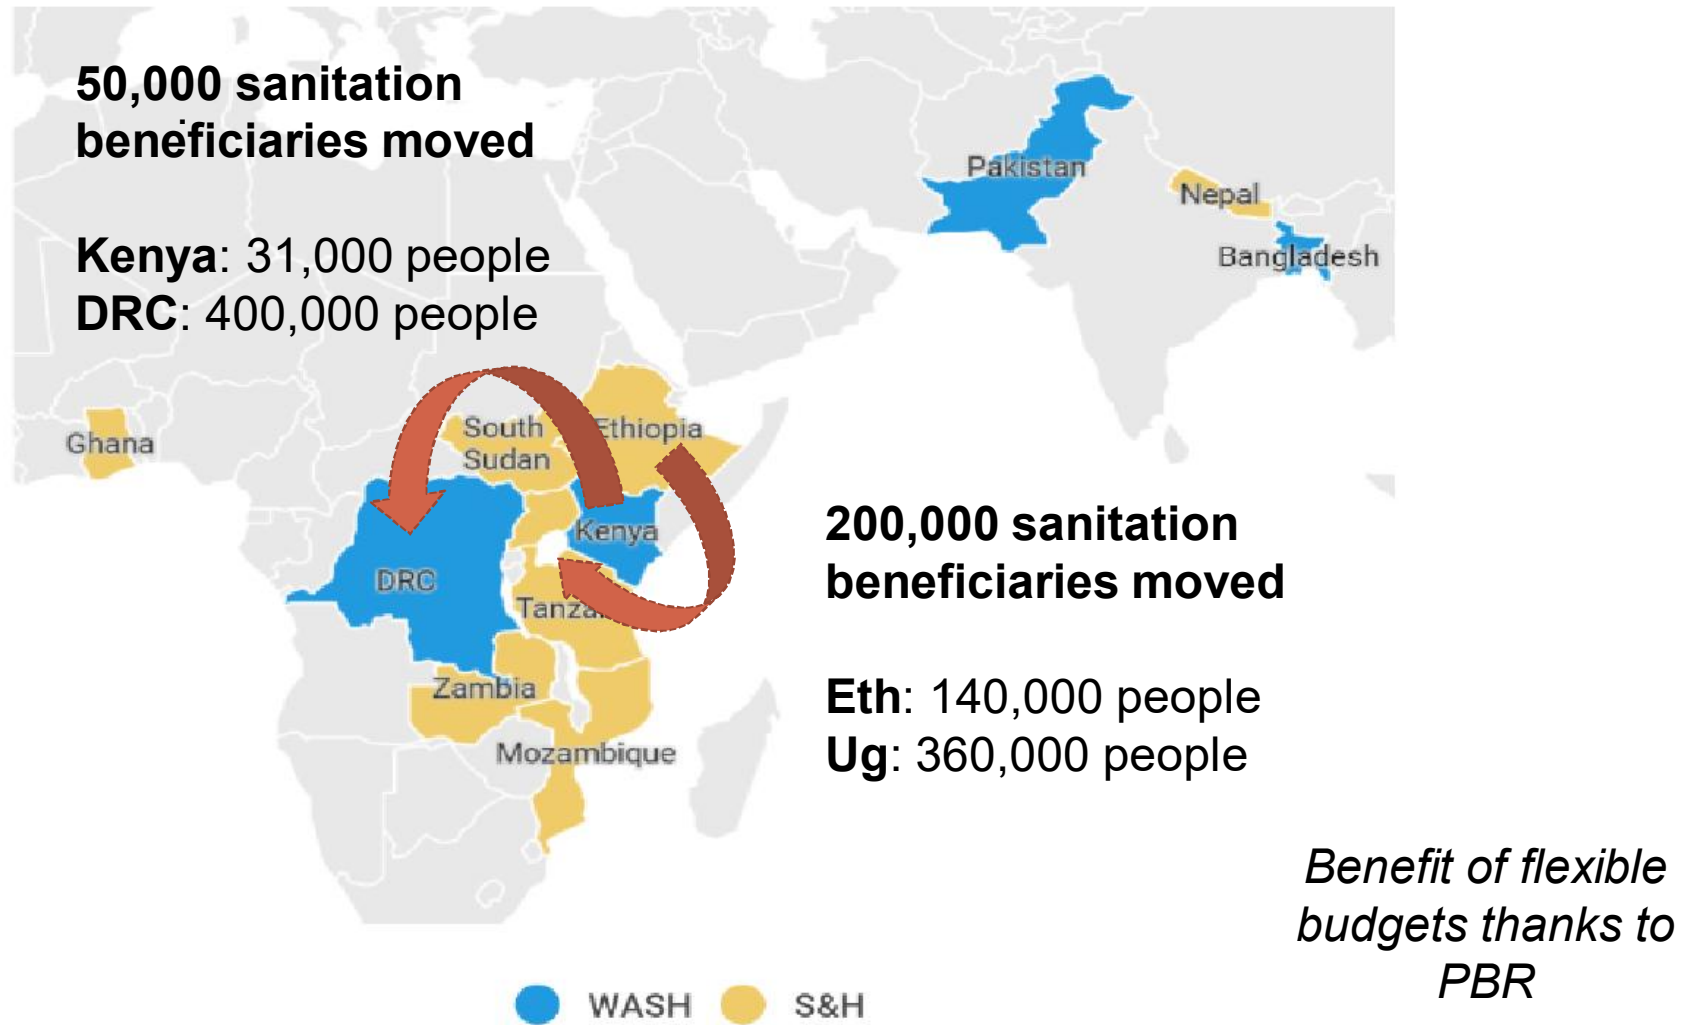 50,000 sanitation
beneficiaries moved
Kenya: 31,000 people
DRC: 400,000 people
Pakistan
Nepal
Bangladesh
Ghana
South
Sudan
Ethiopia
Kenya
DRC
Zambia
Mozambique
200,000 sanitation
beneficiaries moved
Eth: 140,000 people
Ug: 360,000 people
Benefit of flexible
budgets thanks to
PBR
WASH
S&H